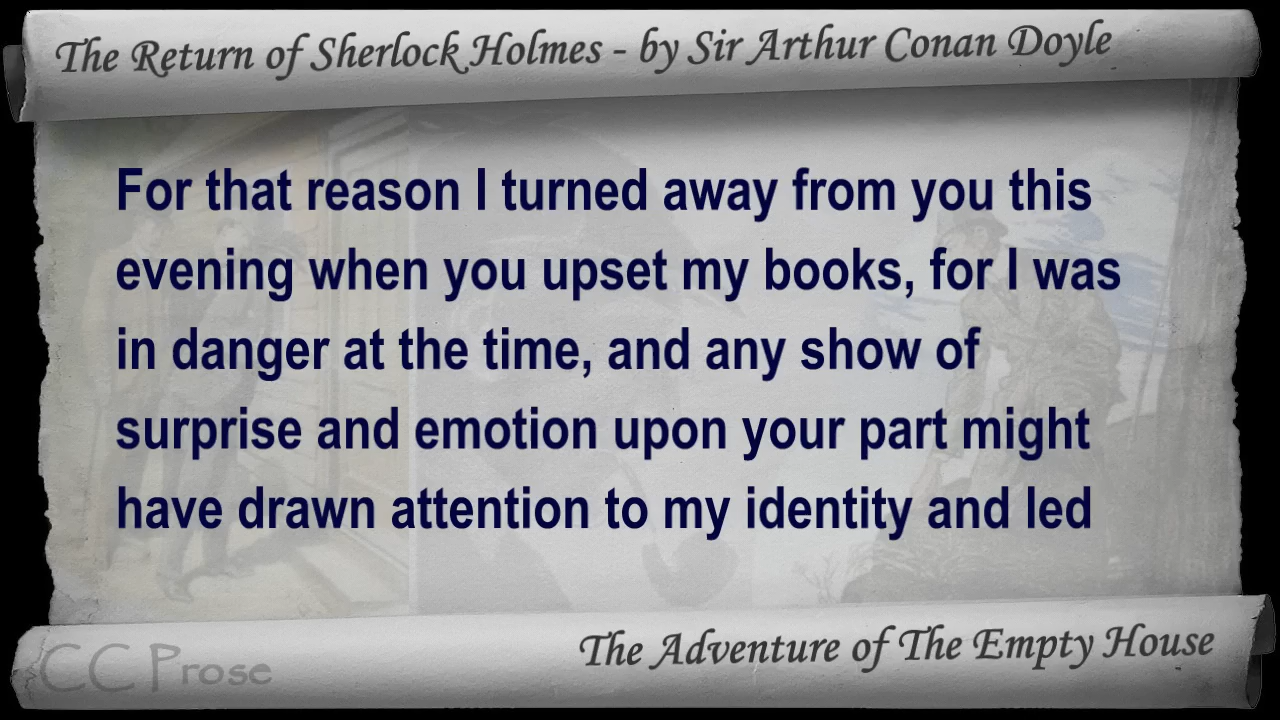 The Return of Sherlock Holmes - by Sir Arthur Conan Doyle
For that reason I turned away from you this
evening when you upset my books, for I was
in danger at the time, and any show of
surprise and emotion upon your part might
have drawn attention to my identity and led
The Adventure of The Empty House
CC Prose